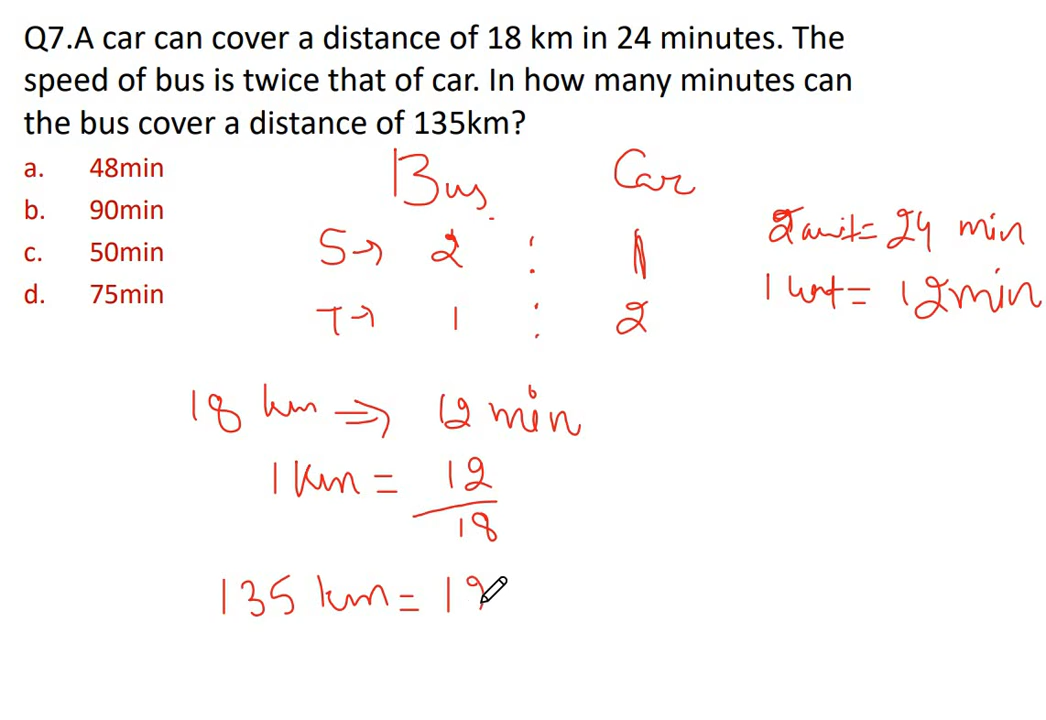 Q7.A car can cover a distance of 18 km in 24 minutes. The
speed of bus is twice that of car. In how many minutes can
the bus cover a distance of 135km?
a. 48min
b. 90min
c. 50min
d. 75min
Bus Car
S→ 2 : 1
T→ 1 : 2
2 unit = 24 min
1 unit = 12min
18 km ⇒ 12 min
1 Km = 12/18
135 km = 12